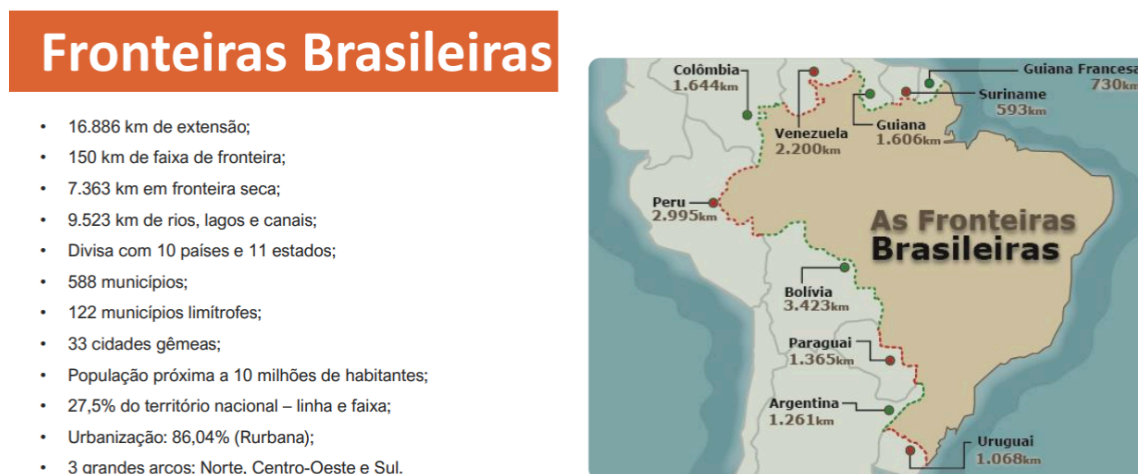 Fronteiras Brasileiras
• 16.886 km de extensão;
• 150 km de faixa de fronteira;
• 7.363 km em fronteira seca;
• 9.523 km de rios, lagos e canais;
• Divisa com 10 países e 11 estados;
• 588 municípios;
• 122 municípios limítrofes;
• 33 cidades gêmeas;
• População próxima a 10 milhões de habitantes;
• 27,5% do território nacional – linha e faixa;
• Urbanização: 86,04% (Rurbana);
• 3 grandes arcos: Norte, Centro-Oeste e Sul.
Colômbia
1.644km
Guiana Francesa
730km
Suriname
593km
Venezuela
2.200km
Guiana
1.606km
Peru
2.995km
As Fronteiras
Brasileiras
Bolívia
3.423km
Paraguai
1.365km
Argentina
1.261km
Uruguai
1.068km